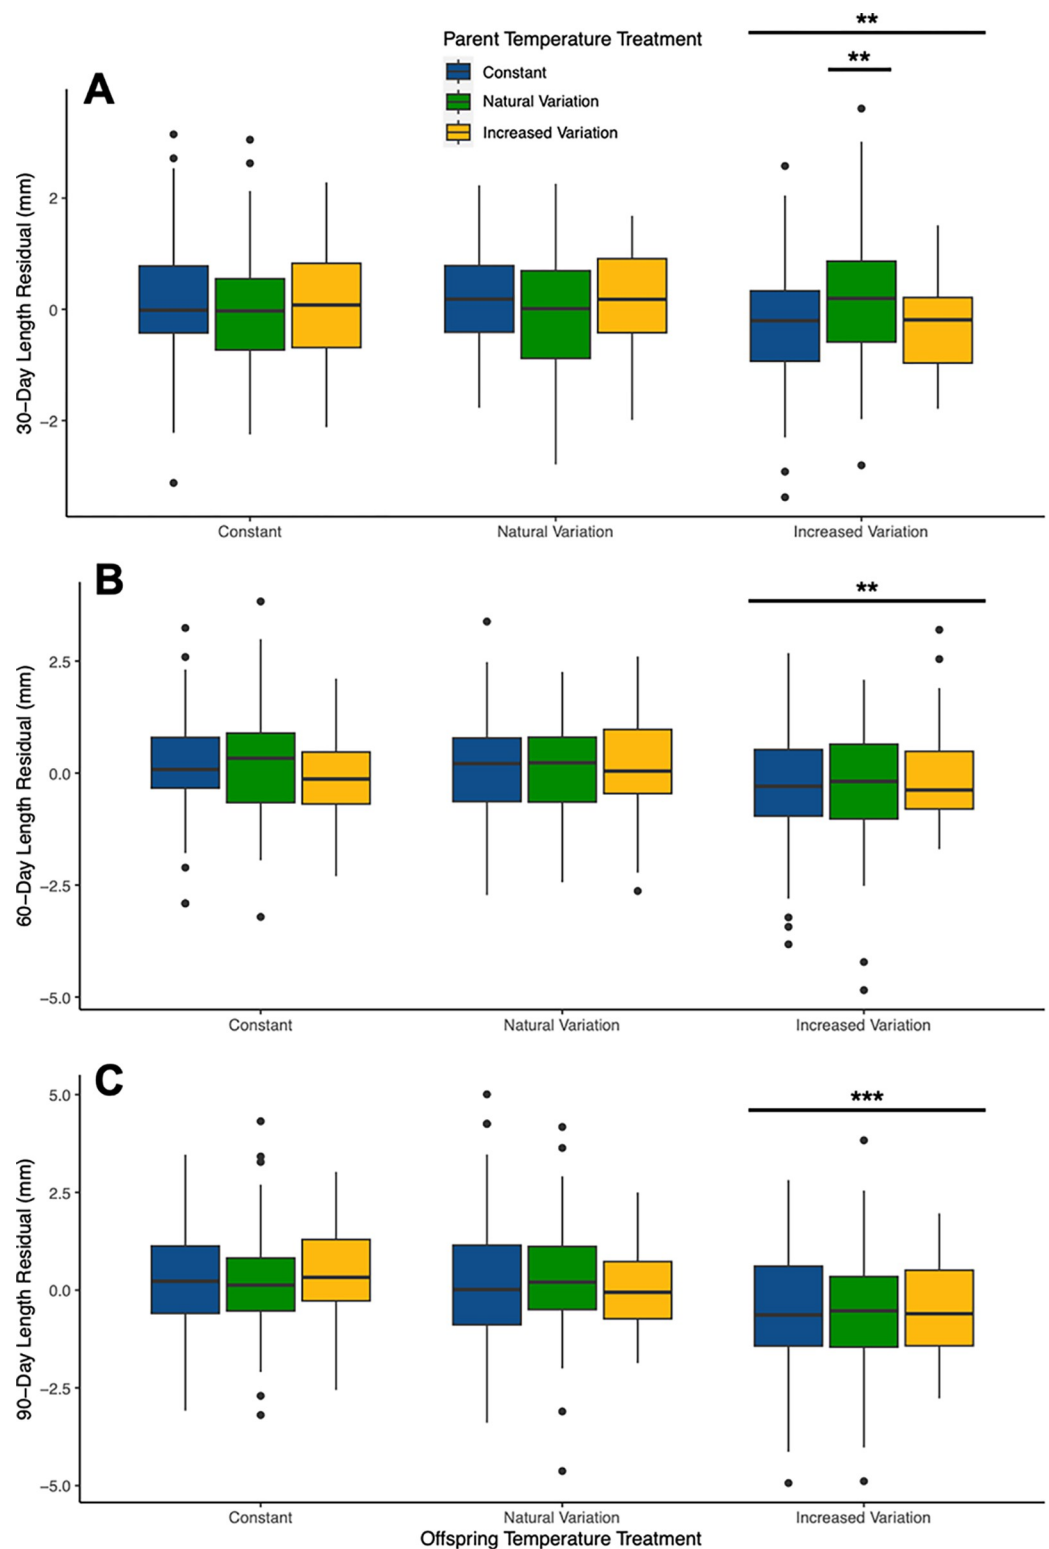 **
Parent Temperature Treatment
**
Constant
A
Natural Variation
Increased Variation
30−Day Length Residual (mm)
2
0
−2
Constant Natural Variation Increased Variation
B
**
60−Day Length Residual (mm)
2.5
0.0
−2.5
−5.0
Constant Natural Variation Increased Variation
C
***
90−Day Length Residual (mm)
5.0
2.5
0.0
−2.5
−5.0
Constant Natural Variation Increased Variation
Offspring Temperature Treatment